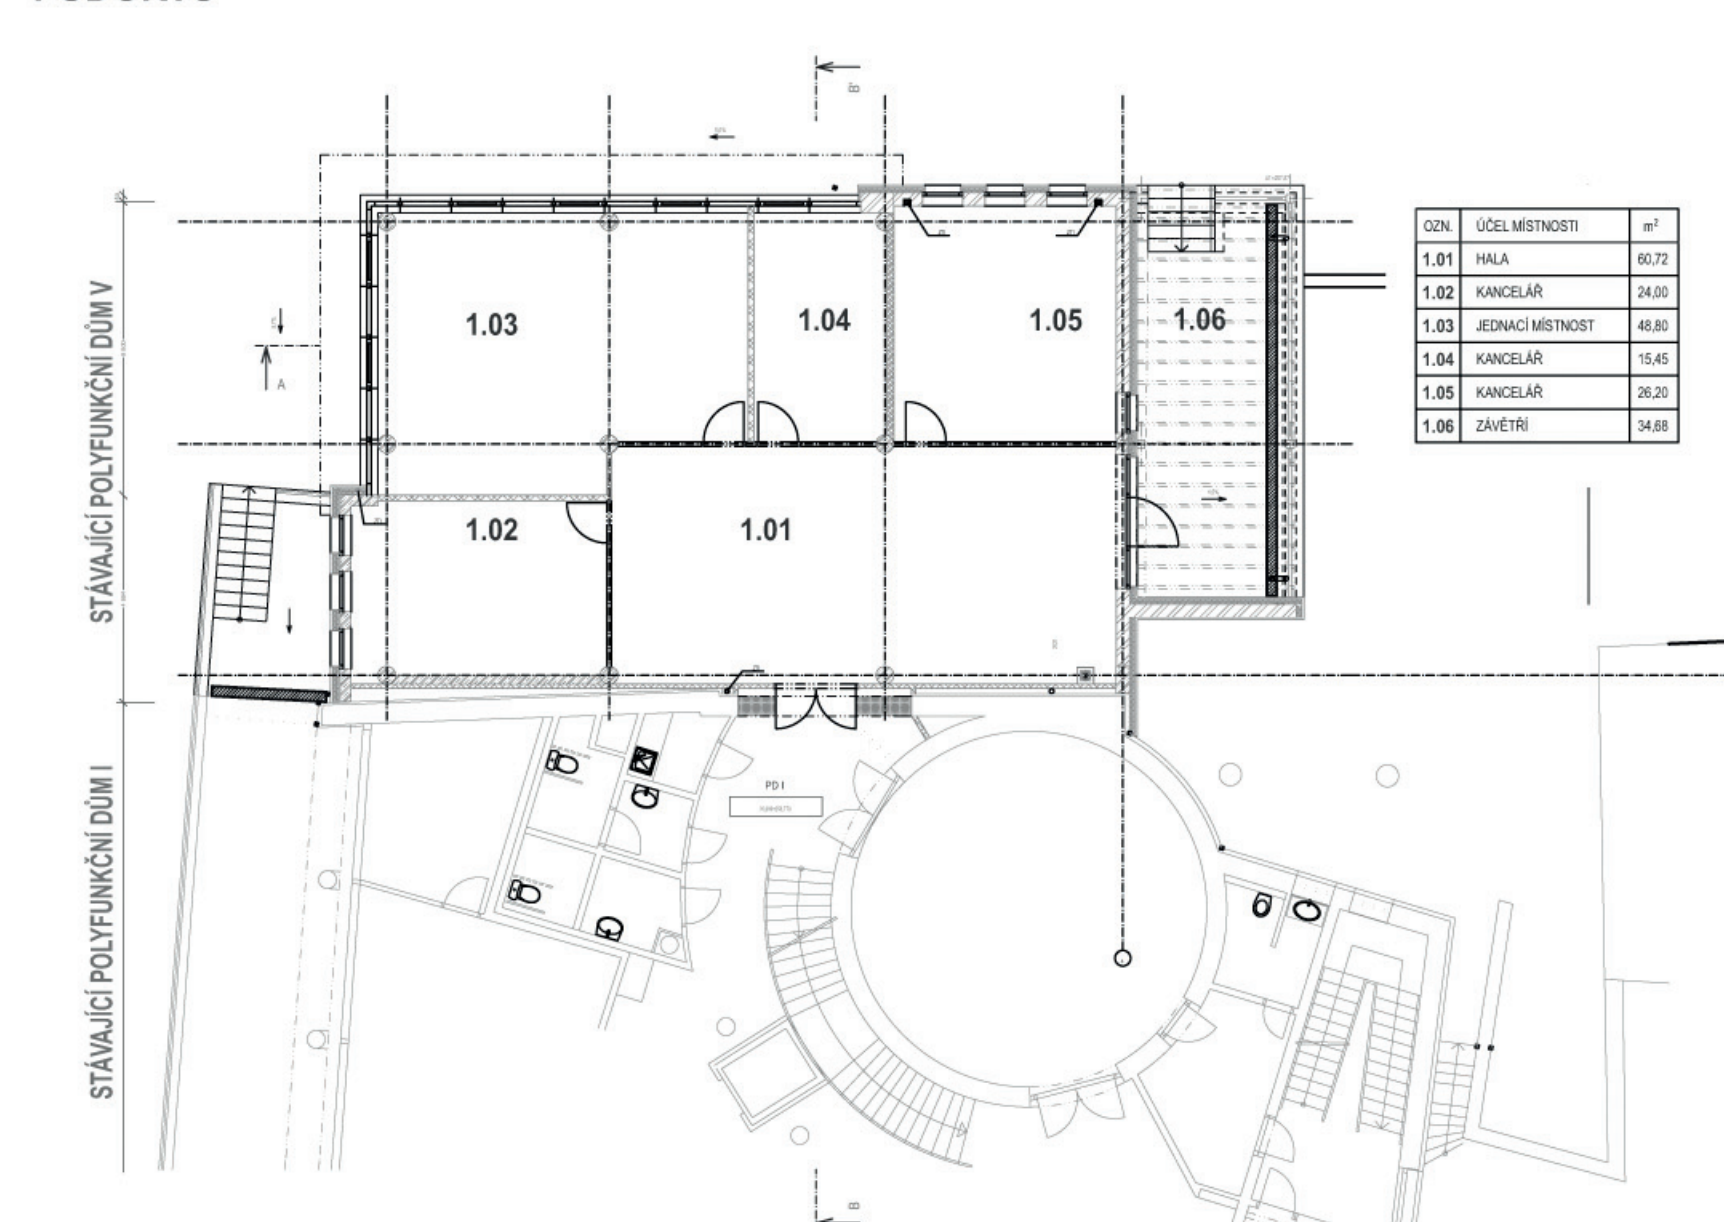 B'
OZN. ÚČEL MÍSTNOSTI m²
1.01 HALA 60,72
1.02 KANCELÁŘ 24,00
1.03 JEDNACÍ MÍSTNOST 48,80
1.04 KANCELÁŘ 15,45
1.05 KANCELÁŘ 26,20
1.06 ZÁVĚTŘÍ 34,68
STÁVAJÍCÍ POLYFUNKČNÍ DŮM V
A
1.03
1.04
1.05
1.06
1.02
1.01
STÁVAJÍCÍ POLYFUNKČNÍ DŮM I
PD I
B